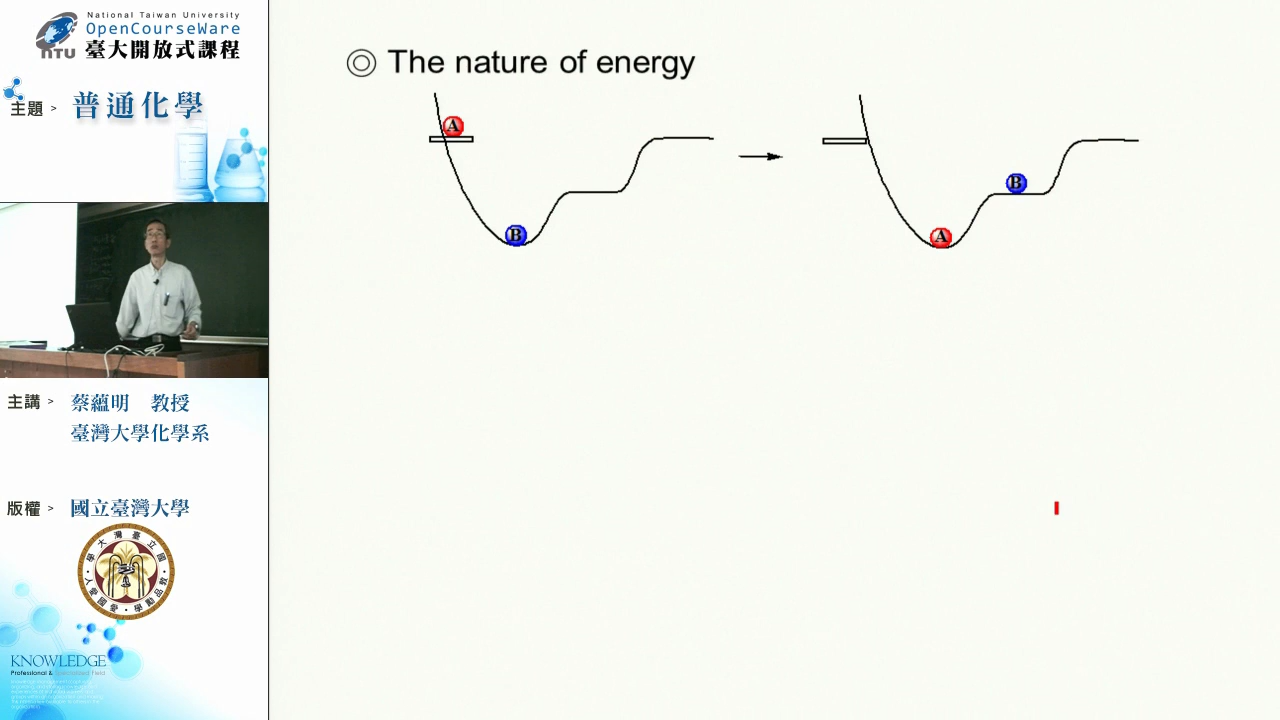 National Taiwan University
OpenCourseWare
臺大開放式課程
NTU
主題 > 普通化學
主講 > 蔡蘊明 教授
臺灣大學化學系
版權 > 國立臺灣大學
KNOWLEDGE
◎ The nature of energy
A
B
B
A